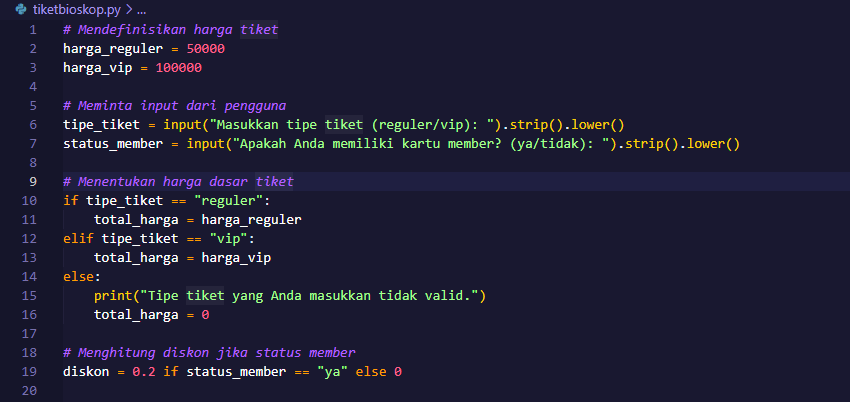 tiketbioskop.py > ...
1 # Mendefinisikan harga tiket
2 harga_reguler = 50000
3 harga_vip = 100000
4
5 # Meminta input dari pengguna
6 tipe_tiket = input("Masukkan tipe tiket (reguler/vip): ").strip().lower()
7 status_member = input("Apakah Anda memiliki kartu member? (ya/tidak): ").strip().lower()
8
9 # Menentukan harga dasar tiket
10 if tipe_tiket == "reguler":
11     total_harga = harga_reguler
12 elif tipe_tiket == "vip":
13     total_harga = harga_vip
14 else:
15     print("Tipe tiket yang Anda masukkan tidak valid.")
16     total_harga = 0
17
18 # Menghitung diskon jika status member
19 diskon = 0.2 if status_member == "ya" else 0
20